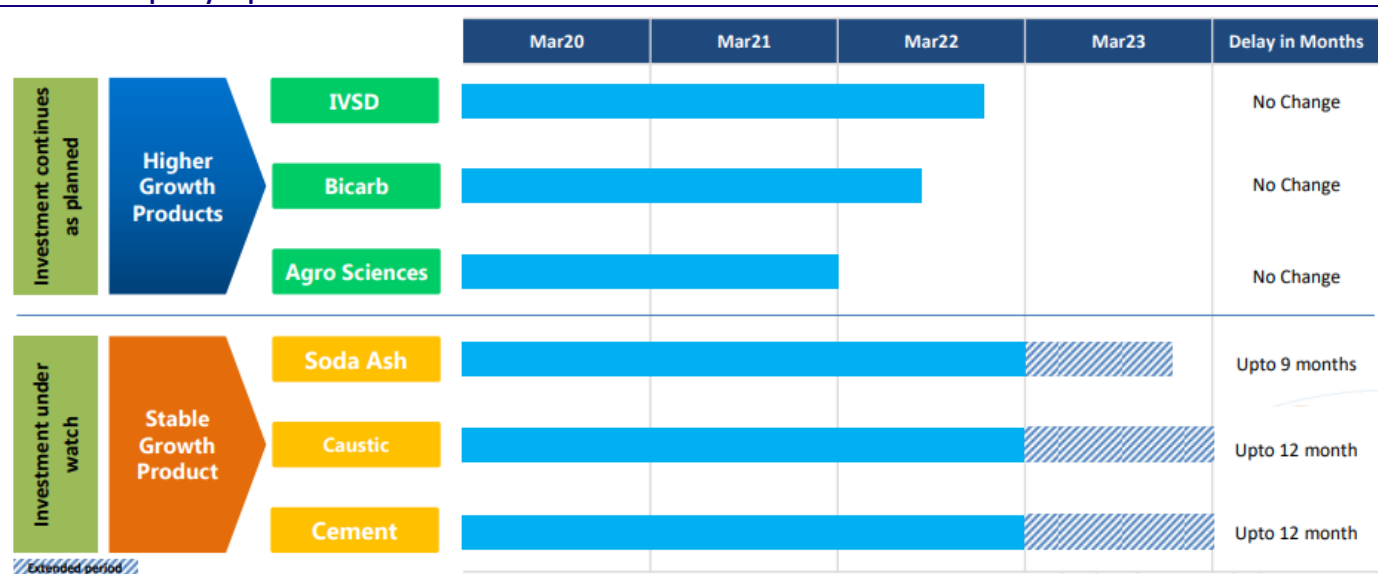 Mar20 Mar21 Mar22 Mar23 Delay in Months
Investment continues
as planned
Higher
Growth
Products
IVSD
No Change
Bicarb
No Change
Agro Sciences
No Change
Investment under
watch
Stable
Growth
Product
Soda Ash
Upto 9 months
Caustic
Upto 12 month
Cement
Upto 12 month
Extended period